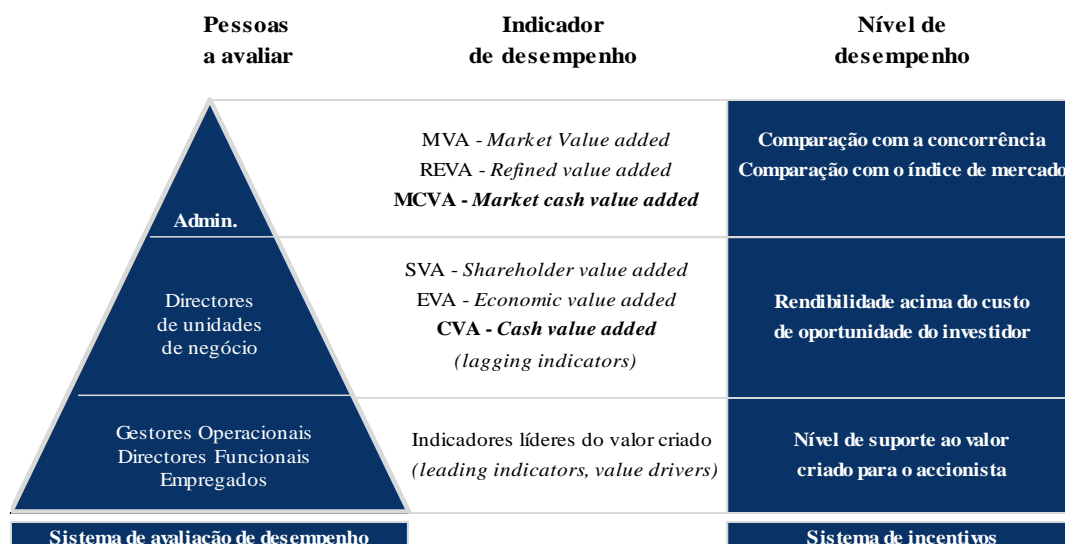 Pessoas
a avaliar
Indicador
de desempenho
Nível de
desempenho
Admin.
MVA - Market Value added
REVA - Refined value added
MCVA - Market cash value added
Comparação com a concorrência
Comparação com o índice de mercado
Directores
de unidades
de negócio
SVA - Shareholder value added
EVA - Economic value added
CVA - Cash value added
(lagging indicators)
Rendibilidade acima do custo
de oportunidade do investidor
Gestores Operacionais
Directores Funcionais
Empregados
Indicadores líderes do valor criado
(leading indicators, value drivers)
Nível de suporte ao valor
criado para o accionista
Sistema de avaliação de desempenho
Sistema de incentivos